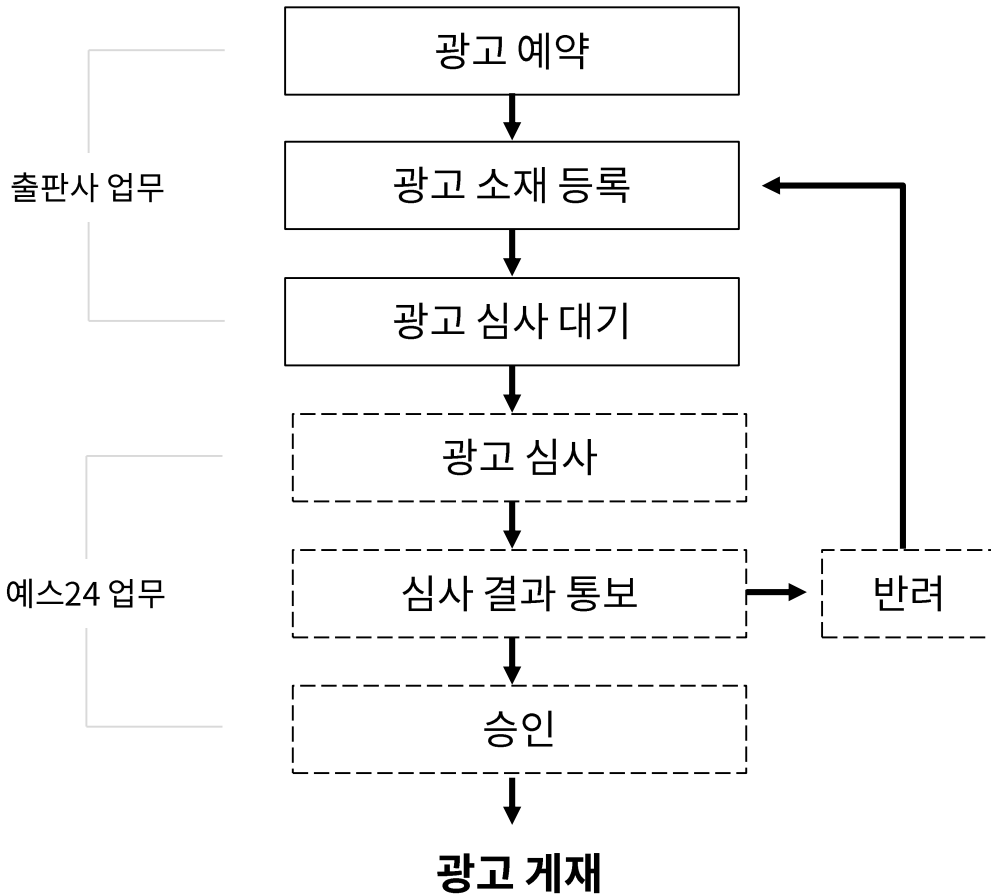 광고 예약
출판사 업무
광고 소재 등록
광고 심사 대기
광고 심사
예스24 업무
심사 결과 통보
반려
승인
광고 게재